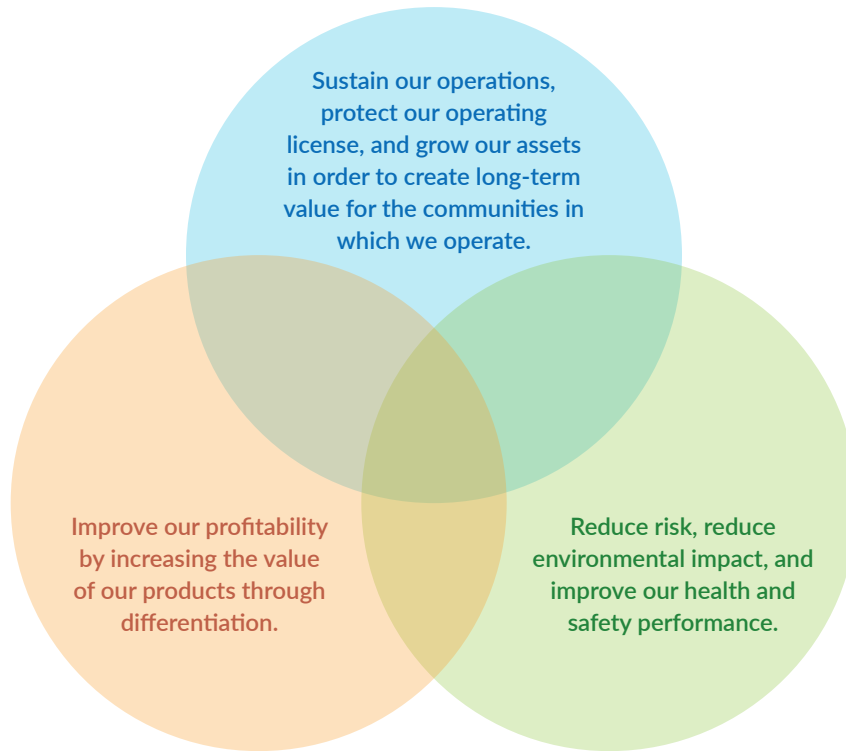 Sustain our operations,
protect our operating
license, and grow our assets
in order to create long-term
value for the communities in
which we operate.
Improve our profitability
by increasing the value
of our products through
differentiation.
Reduce risk, reduce
environmental impact, and
improve our health and
safety performance.